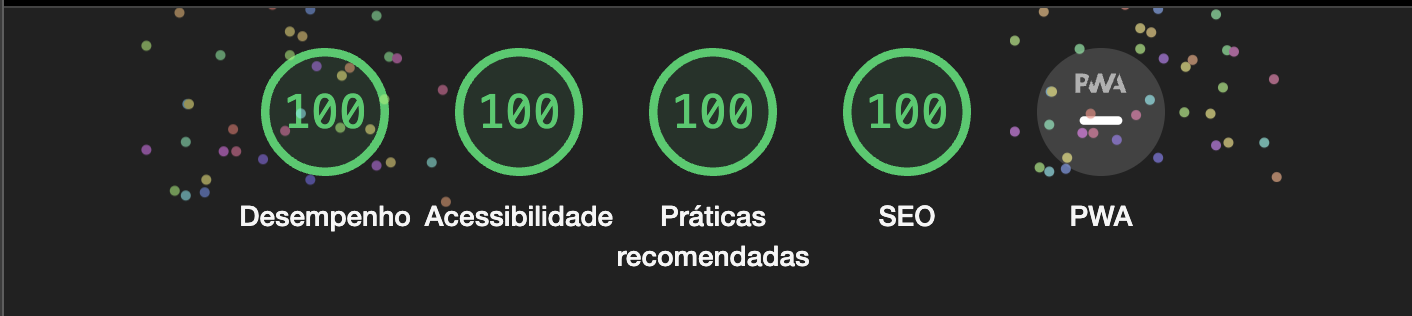 100
100
100
100
PWA
Desempenho
Acessibilidade
Práticas
recomendadas
SEO
PWA